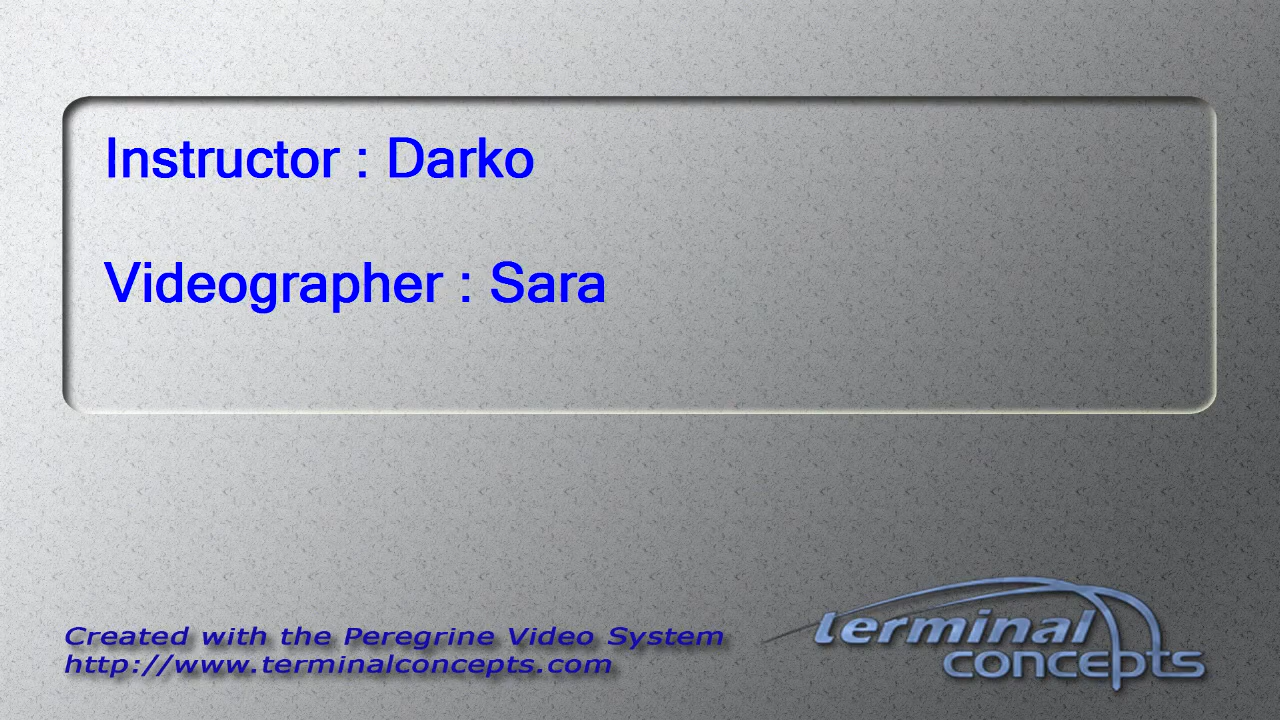 Instructor : Darko
Videographer : Sara
Created with the Peregrine Video System
http://www.terminalconcepts.com
terminal
concepts